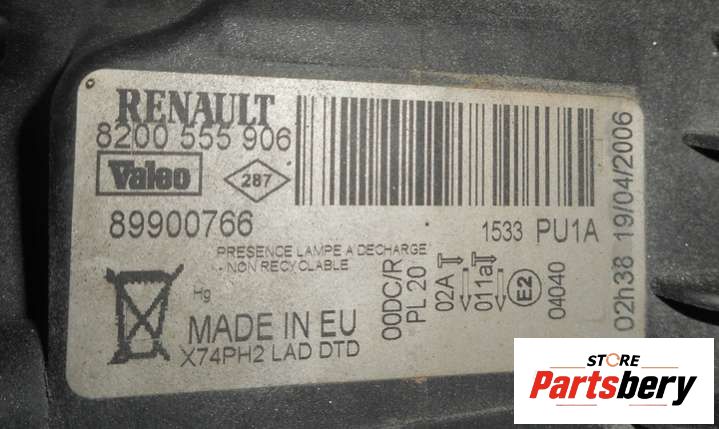 RENAULT
8200 555 906
Valeo
287
89900766
1533 PU1A
PRESENCE LAMPE A DECHARGE
- NON RECYCLABLE
Hg
MADE IN EU
X74PH2 LAD DTD
00DC/R
PL 20
02A
011a
E2
04040
02h38 19/04/2006
STORE
Partsbery